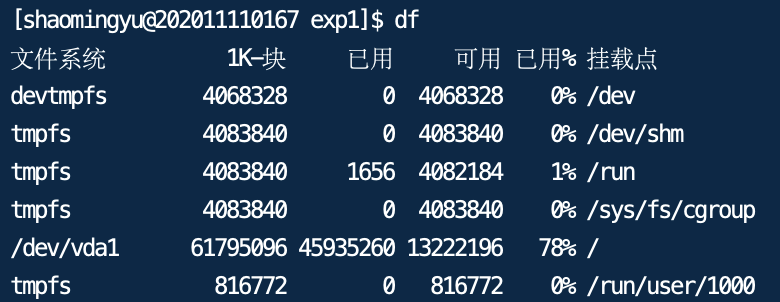 [shaomingyu@202011110167 exp1]$ df
文件系统 1K-块 已用 可用 已用% 挂载点
devtmpfs 4068328 0 4068328 0% /dev
tmpfs 4083840 0 4083840 0% /dev/shm
tmpfs 4083840 1656 4082184 1% /run
tmpfs 4083840 0 4083840 0% /sys/fs/cgroup
/dev/vda1 61795096 45935260 13222196 78% /
tmpfs 816772 0 816772 0% /run/user/1000